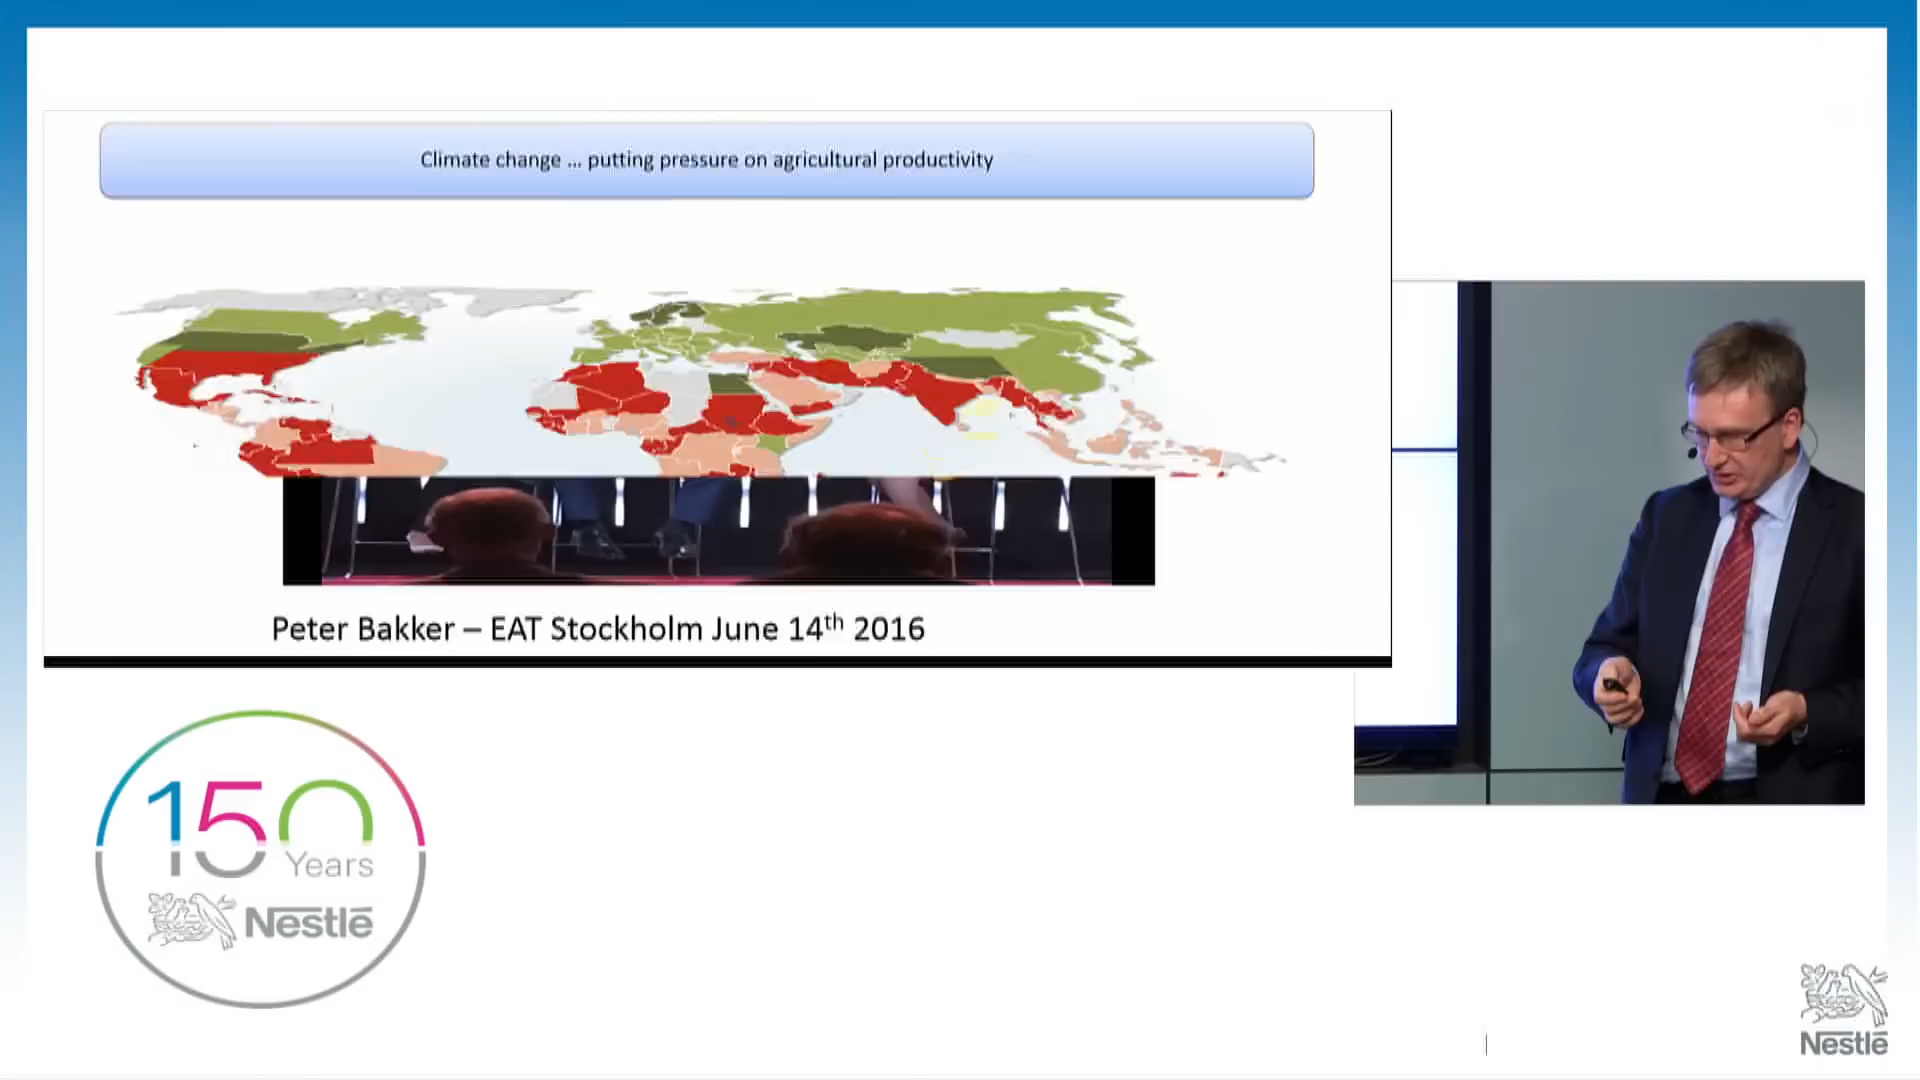 Climate change ... putting pressure on agricultural productivity
Peter Bakker – EAT Stockholm June 14th 2016
150
Years
Nestlé
Nestlé